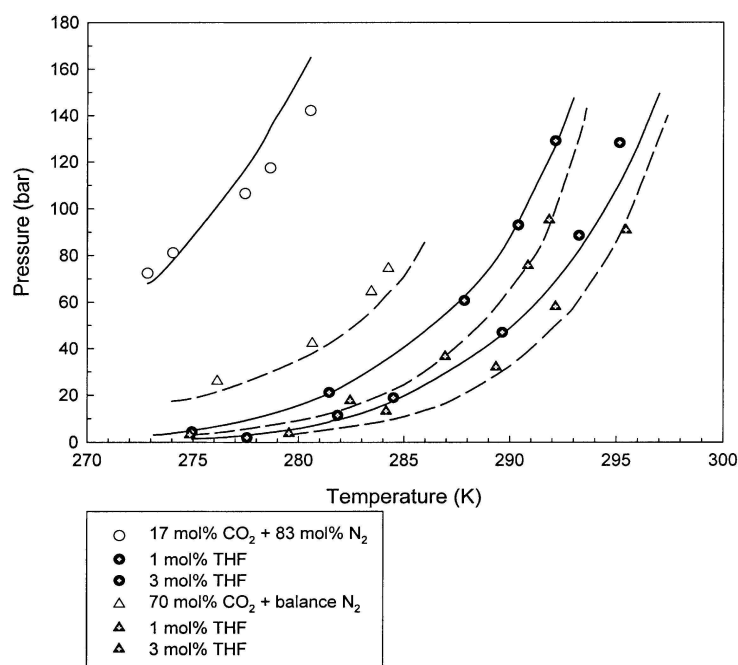 180
160
140
120
100
80
60
40
20
0
Pressure (bar)
270 275 280 285 290 295 300
Temperature (K)
17 mol% CO₂ + 83 mol% N₂
1 mol% THF
3 mol% THF
70 mol% CO₂ + balance N₂
1 mol% THF
3 mol% THF